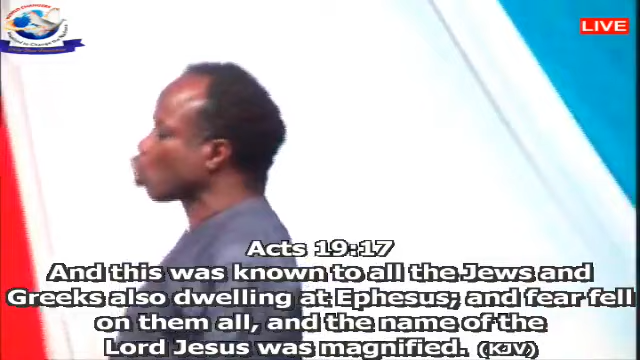 LIVE
Acts 19:17
And this was known to all the Jews and
Greeks also dwelling at Ephesus; and fear fell
on them all, and the name of the
Lord Jesus was magnified. (KJV)